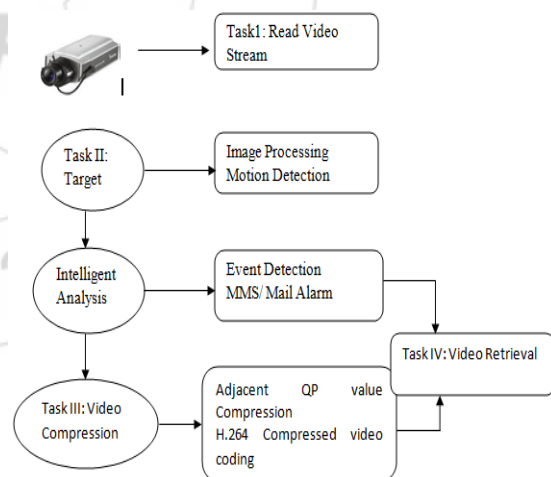 Task1: Read Video
Stream
Task II:
Target
Image Processing
Motion Detection
Intelligent
Analysis
Event Detection
MMS/ Mail Alarm
Task IV: Video Retrieval
Task III: Video
Compression
Adjacent QP value
Compression
H.264 Compressed video
coding